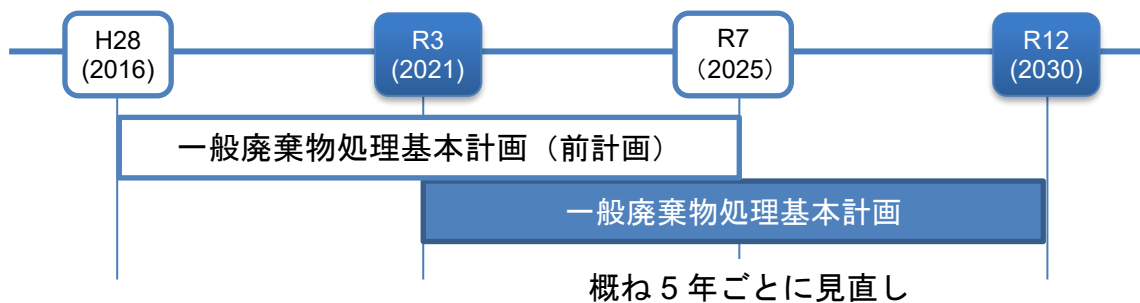 H28
(2016)
R3
(2021)
R7
（2025）
R12
(2030)
一般廃棄物処理基本計画（前計画）
一般廃棄物処理基本計画
概ね 5 年ごとに見直し